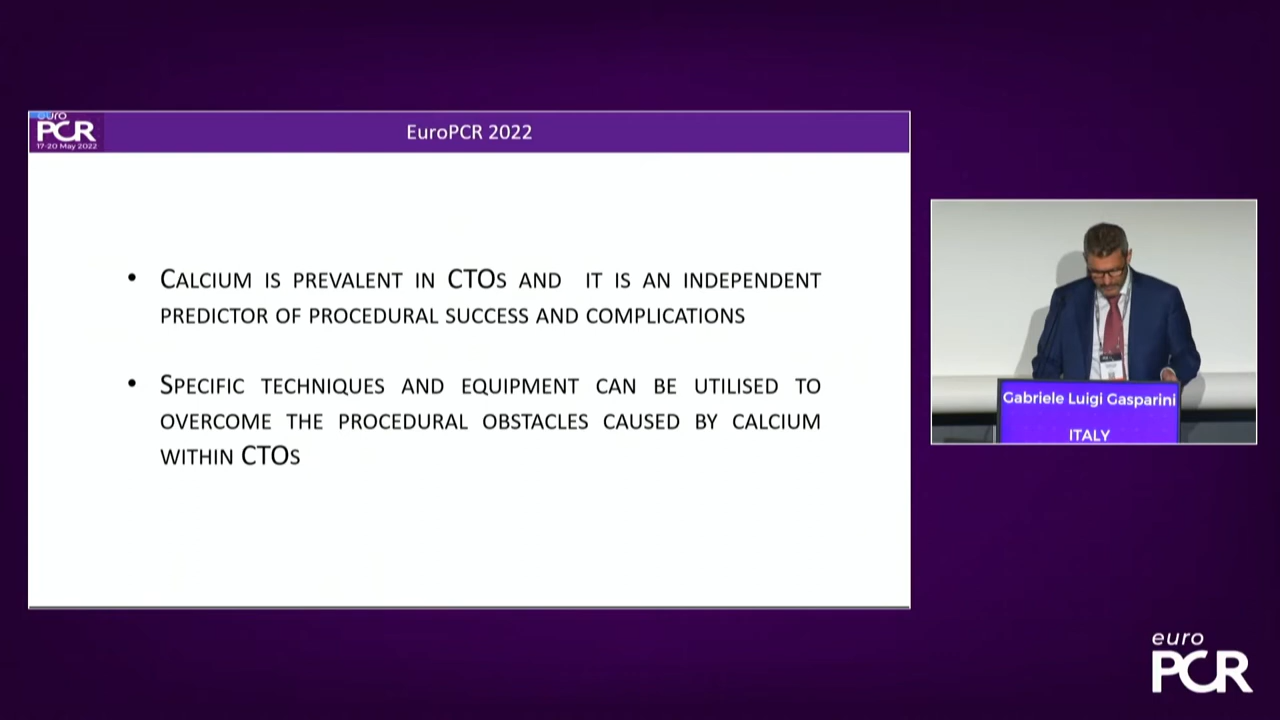 euro
PCR
17-20 May 2022
EuroPCR 2022
• CALCIUM IS PREVALENT IN CTOS AND IT IS AN INDEPENDENT
PREDICTOR OF PROCEDURAL SUCCESS AND COMPLICATIONS
• SPECIFIC TECHNIQUES AND EQUIPMENT CAN BE UTILISED TO
OVERCOME THE PROCEDURAL OBSTACLES CAUSED BY CALCIUM
WITHIN CTOS
Gabriele Luigi Gasparini
ITALY
euro
PCR